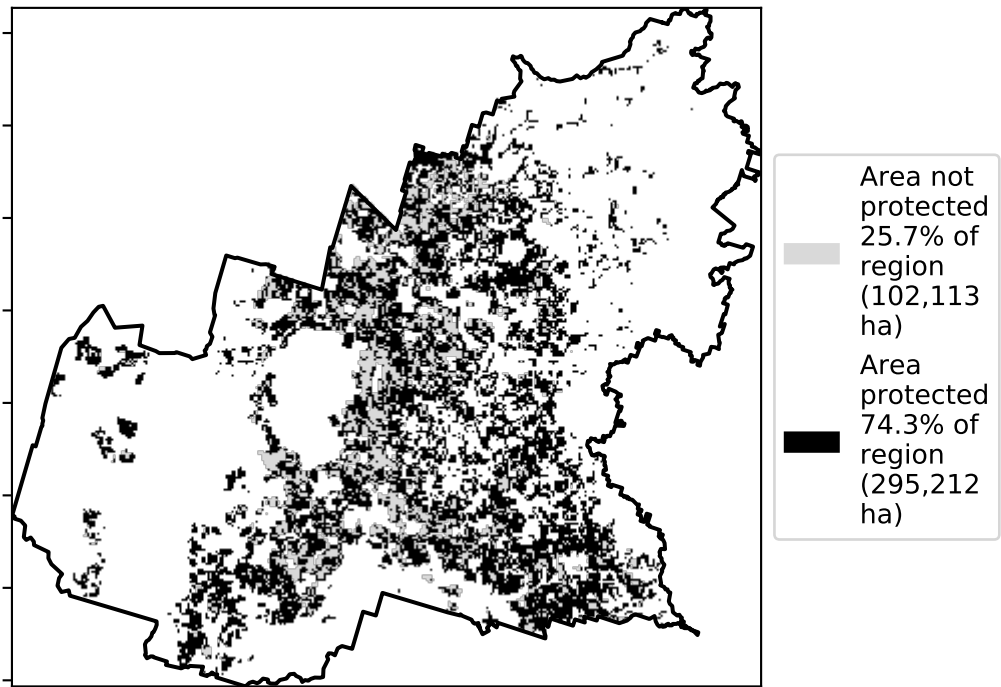 Area not
protected
25.7% of
region
(102,113
ha)
Area
protected
74.3% of
region
(295,212
ha)